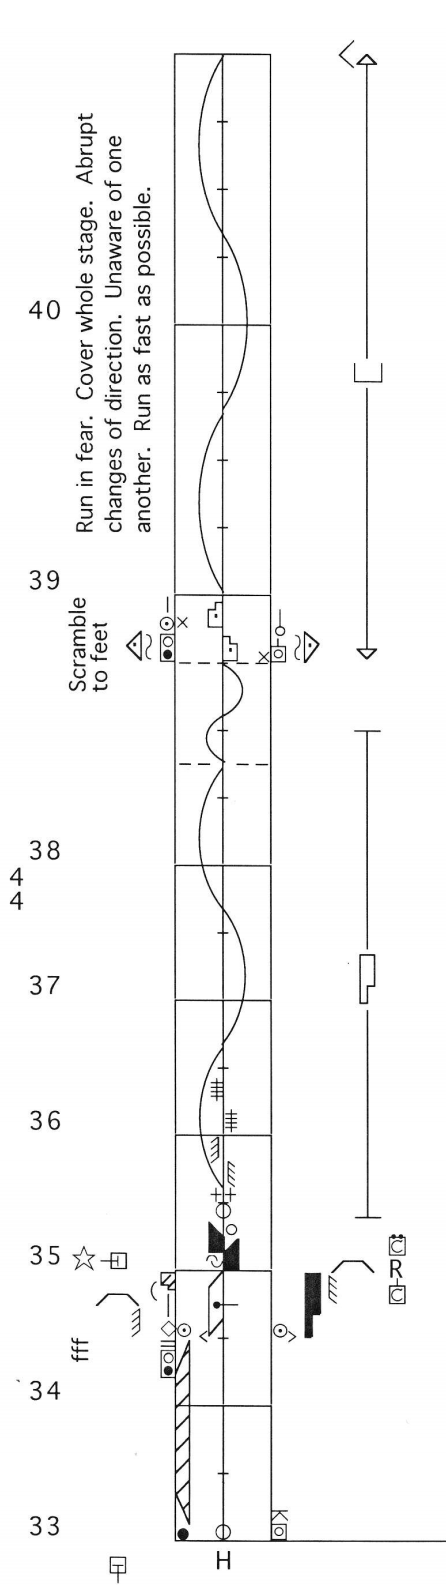 Run in fear. Cover whole stage. Abrupt
changes of direction. Unaware of one
another. Run as fast as possible.
40
39
Scramble
to feet
38
4
4
37
36
35
R
fff
34
33
K
H